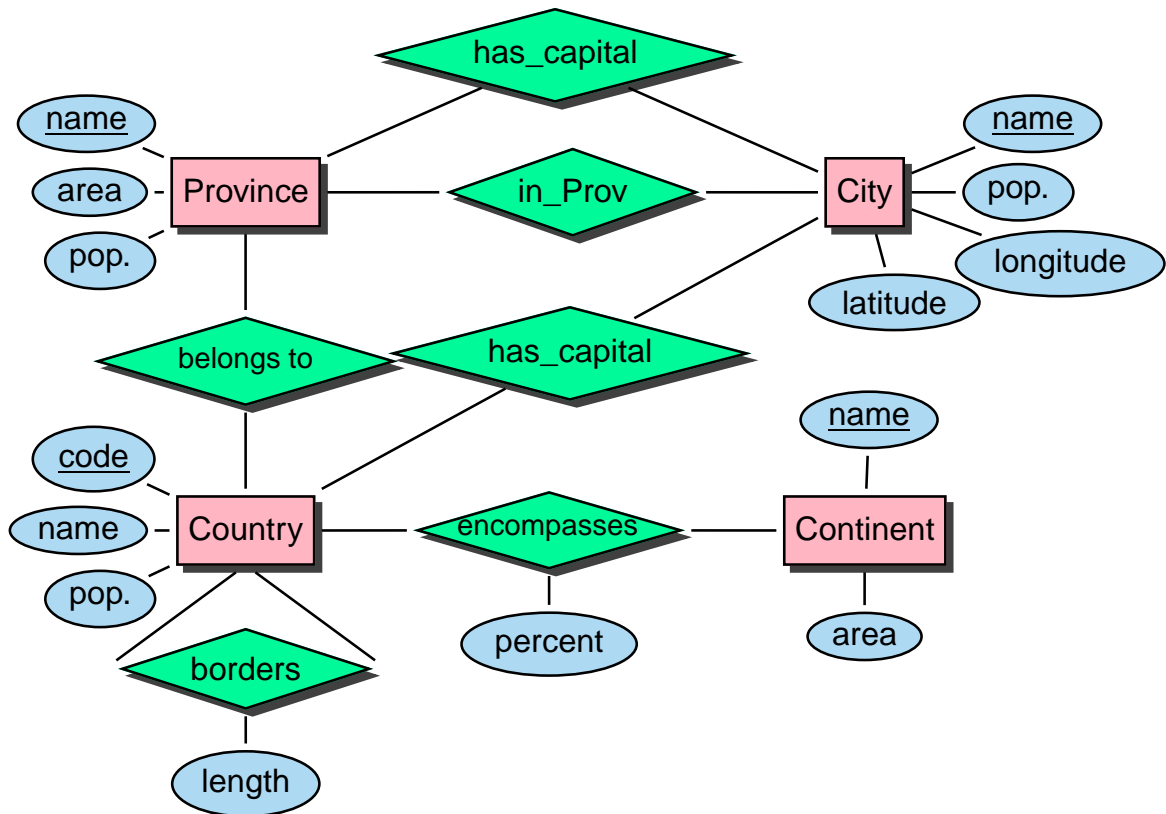 has_capital
name
name
area
Province
in_Prov
City
pop.
pop.
longitude
latitude
belongs to
has_capital
name
code
name
Country
encompasses
Continent
pop.
percent
area
borders
length